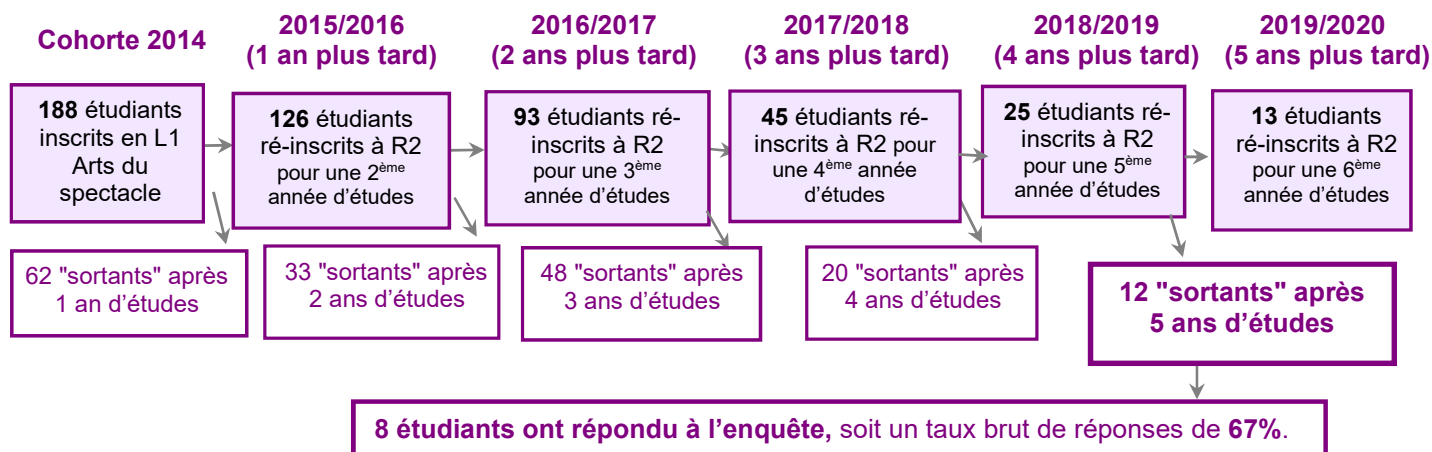 Cohorte 2014
2015/2016
(1 an plus tard)
2016/2017
(2 ans plus tard)
2017/2018
(3 ans plus tard)
2018/2019
(4 ans plus tard)
2019/2020
(5 ans plus tard)
188 étudiants
inscrits en L1
Arts du
spectacle
126 étudiants
ré-inscrits à R2
pour une 2ème
année d’études
93 étudiants ré-
inscrits à R2
pour une 3ème
année d’études
45 étudiants ré-
inscrits à R2 pour
une 4ème année
d’études
25 étudiants ré-
inscrits à R2
pour une 5ème
année d’études
13 étudiants
ré-inscrits à R2
pour une 6ème
année d’études
62 "sortants" après
1 an d’études
33 "sortants" après
2 ans d’études
48 "sortants" après
3 ans d’études
20 "sortants" après
4 ans d’études
12 "sortants" après
5 ans d’études
8 étudiants ont répondu à l’enquête, soit un taux brut de réponses de 67%.